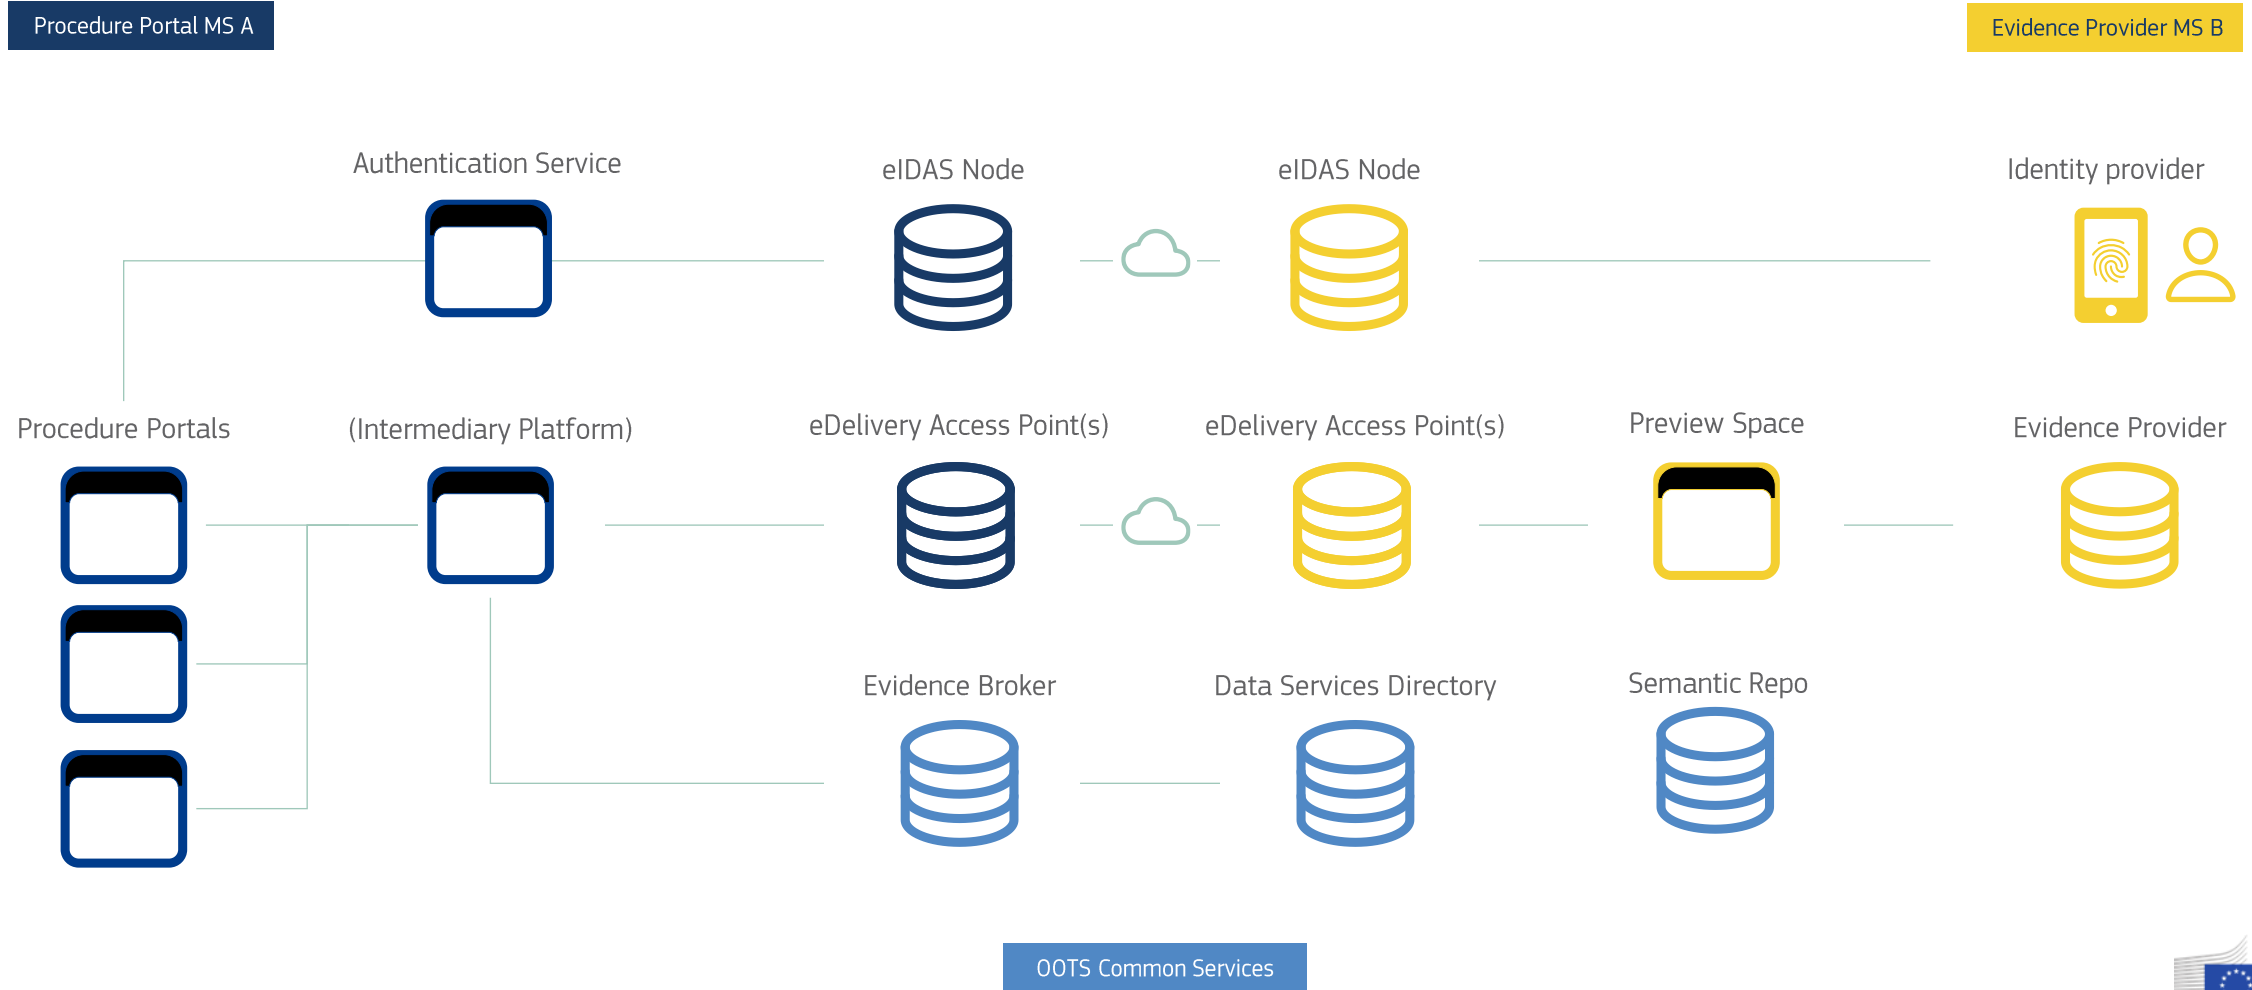 Procedure Portal MS A
Evidence Provider MS B
Authentication Service
eIDAS Node
eIDAS Node
Identity provider
Procedure Portals
(Intermediary Platform)
eDelivery Access Point(s)
eDelivery Access Point(s)
Preview Space
Evidence Provider
Evidence Broker
Data Services Directory
Semantic Repo
OOTS Common Services